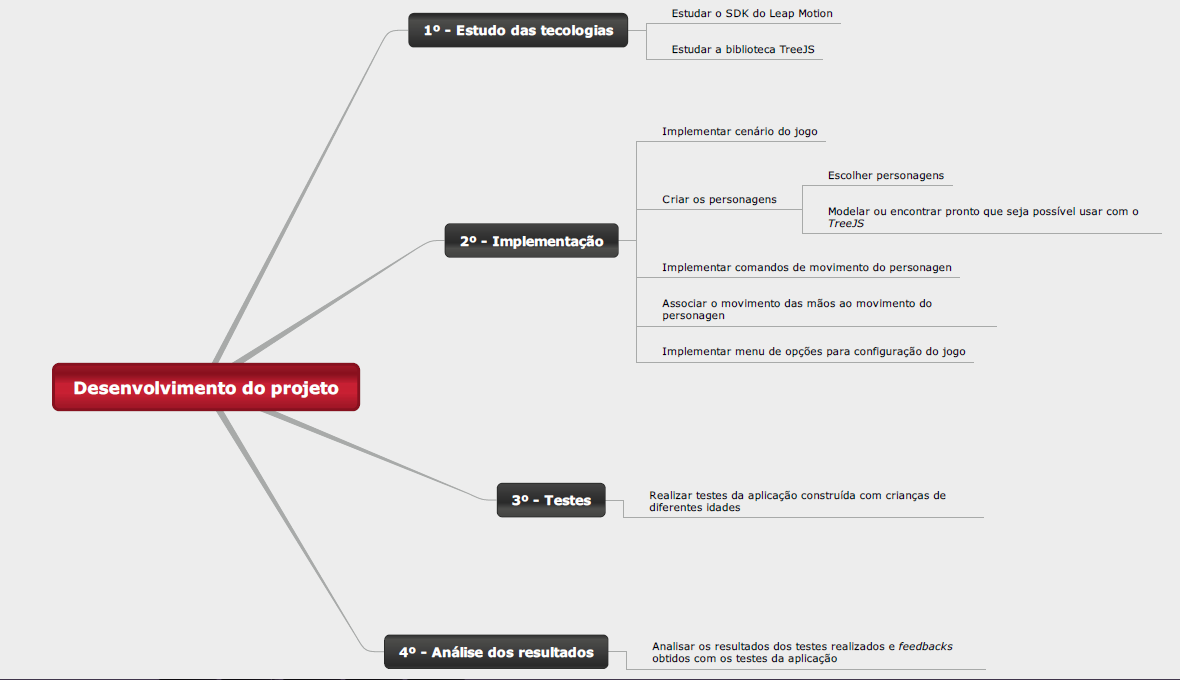 1º - Estudo das tecologias
Estudar o SDK do Leap Motion
Estudar a biblioteca TreeJS
Implementar cenário do jogo
Escolher personagens
Criar os personagens
Modelar ou encontrar pronto que seja possível usar com o
TreeJS
2º - Implementação
Implementar comandos de movimento do personagen
Associar o movimento das mãos ao movimento do
personagen
Implementar menu de opções para configuração do jogo
Desenvolvimento do projeto
3º - Testes
Realizar testes da aplicação construída com crianças de
diferentes idades
4º - Análise dos resultados
Analisar os resultados dos testes realizados e feedbacks
obtidos com os testes da aplicação